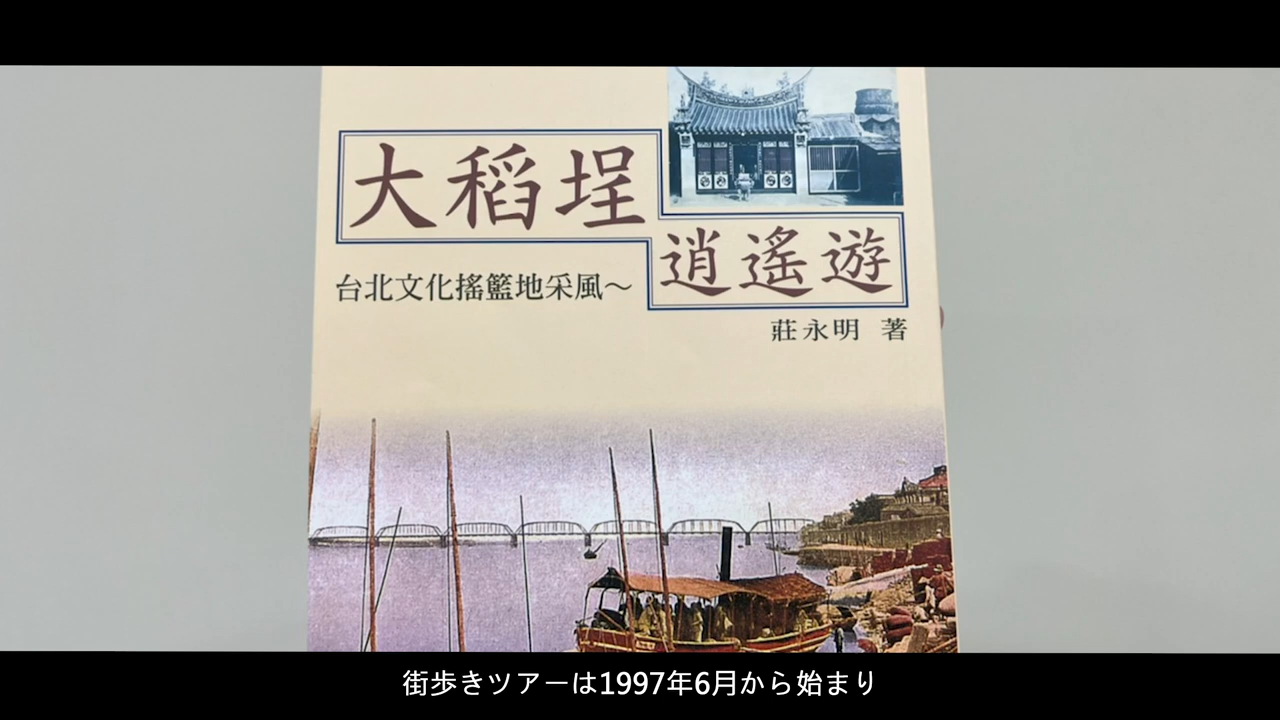 大稻埕
逍遙遊
台北文化搖籃地采風~
莊永明 著
街歩きツアーは1997年6月から始まり